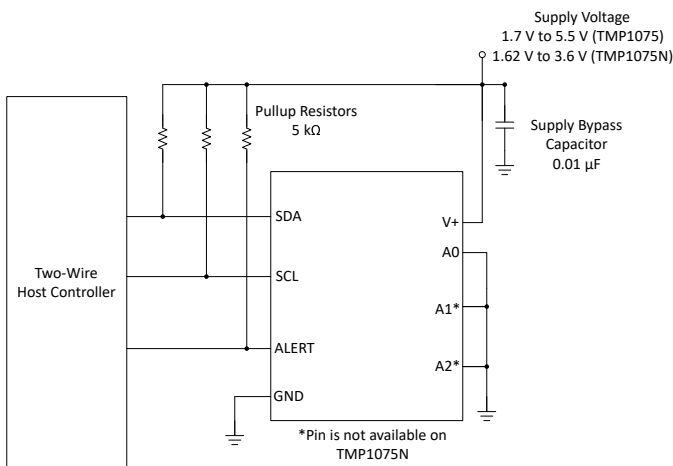 Supply Voltage
1.7 V to 5.5 V (TMP1075)
1.62 V to 3.6 V (TMP1075N)
Pullup Resistors
5 kΩ
Supply Bypass
Capacitor
0.01 µF
Two-Wire
Host Controller
SDA
SCL
ALERT
GND
V+
A0
A1*
A2*
*Pin is not available on
TMP1075N